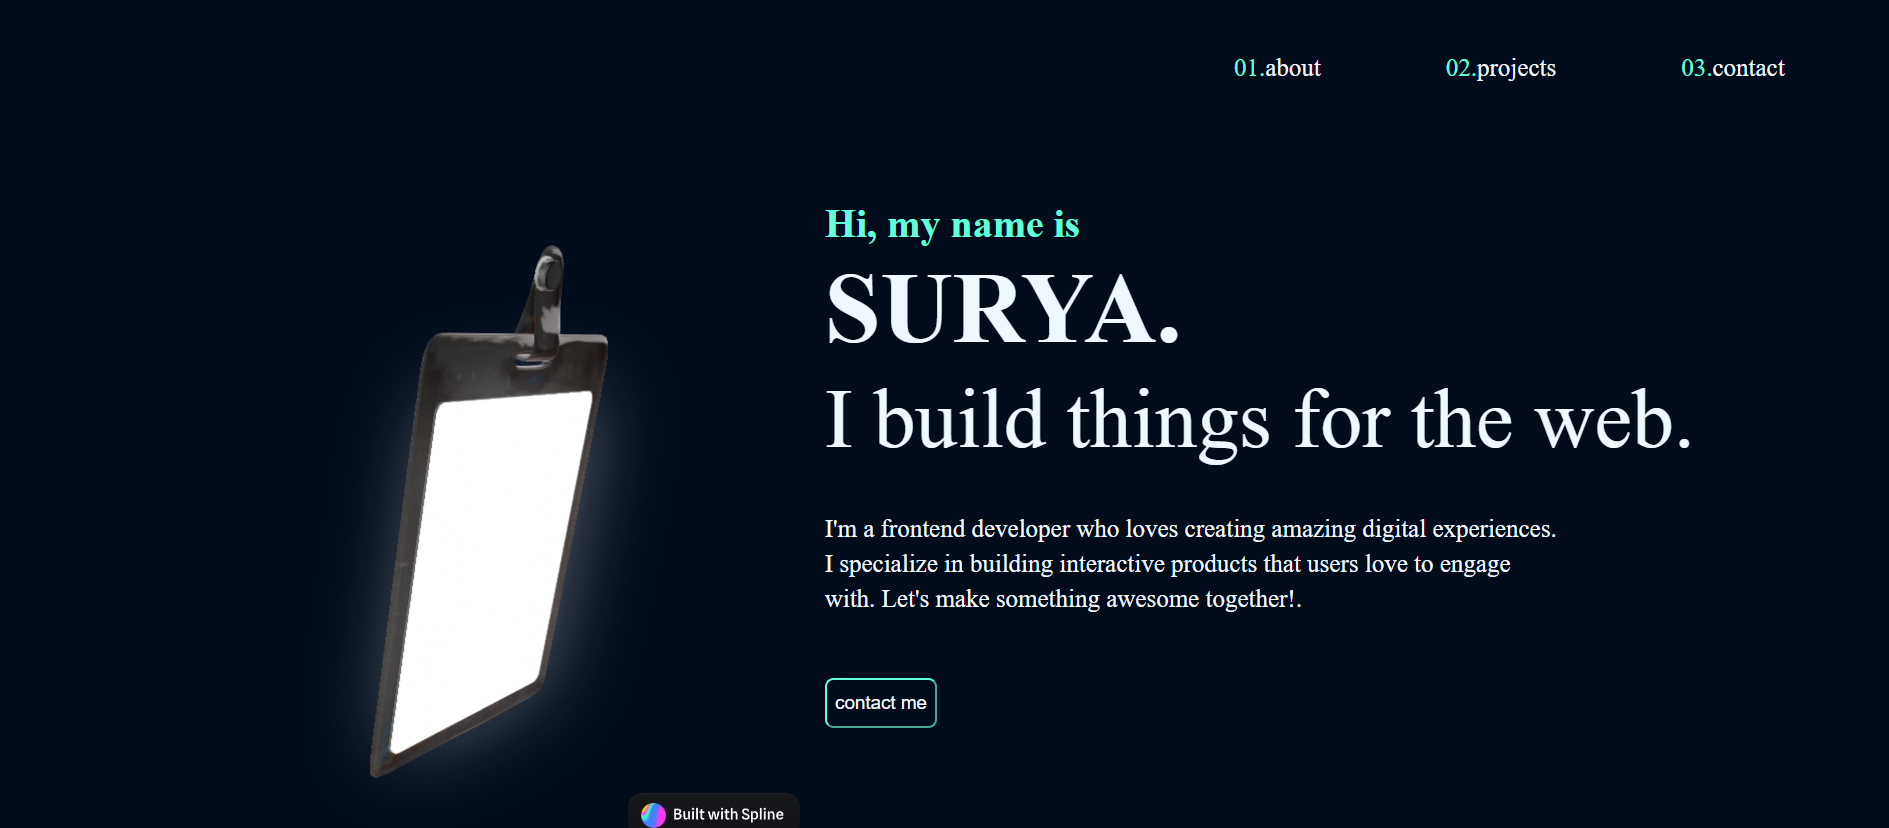 01.about
02.projects
03.contact
Hi, my name is
SURYA.
I build things for the web.
I'm a frontend developer who loves creating amazing digital experiences.
I specialize in building interactive products that users love to engage
with. Let's make something awesome together!.
contact me
Built with Spline